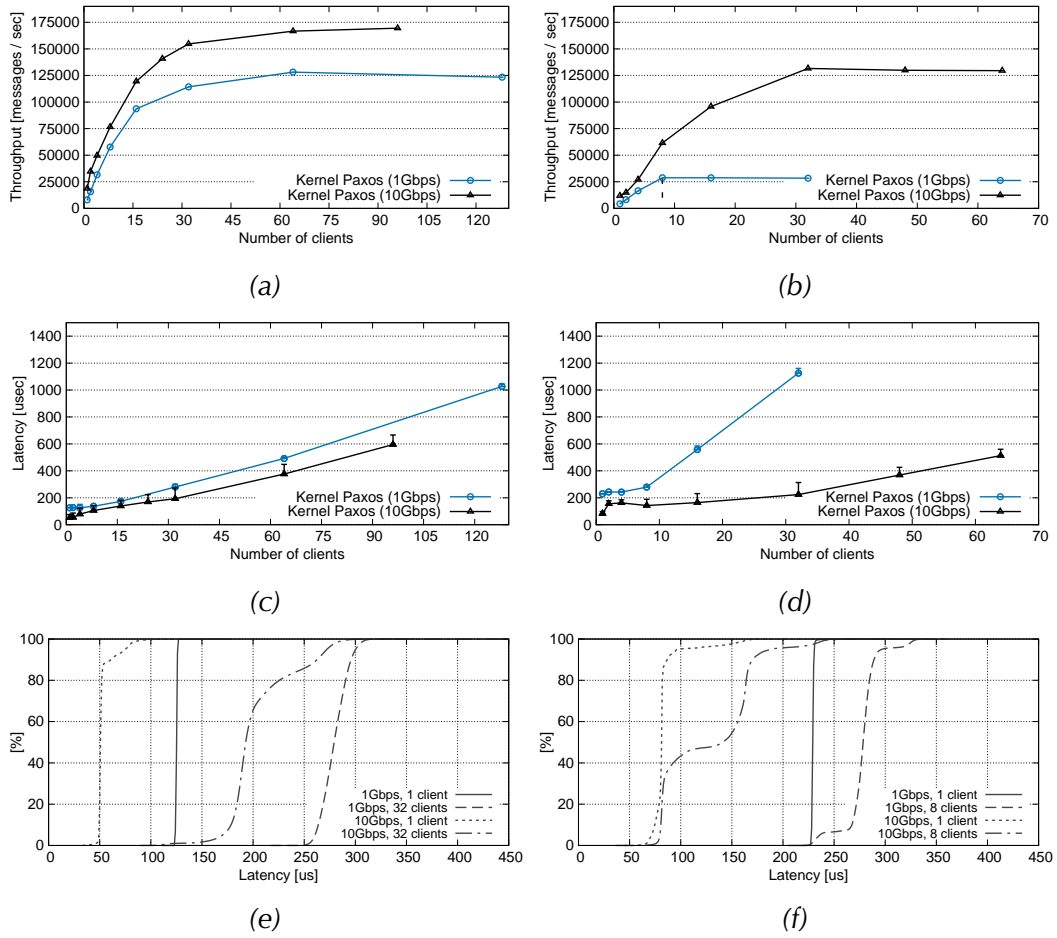 Throughput [messages / sec]
175000
150000
125000
100000
75000
50000
25000
0
Kernel Paxos (1Gbps)
Kernel Paxos (10Gbps)
0 15 30 45 60 75 90 105 120
Number of clients
(a)
Throughput [messages / sec]
175000
150000
125000
100000
75000
50000
25000
0
Kernel Paxos (1Gbps)
Kernel Paxos (10Gbps)
0 10 20 30 40 50 60 70
Number of clients
(b)
Latency [usec]
1400
1200
1000
800
600
400
200
0
Kernel Paxos (1Gbps)
Kernel Paxos (10Gbps)
0 15 30 45 60 75 90 105 120
Number of clients
(c)
Latency [usec]
1400
1200
1000
800
600
400
200
0
Kernel Paxos (1Gbps)
Kernel Paxos (10Gbps)
0 10 20 30 40 50 60 70
Number of clients
(d)
[%]
100
80
60
40
20
0
1Gbps, 1 client
1Gbps, 32 clients
10Gbps, 1 client
10Gbps, 32 clients
0 50 100 150 200 250 300 350 400 450
Latency [us]
(e)
[%]
100
80
60
40
20
0
1Gbps, 1 client
1Gbps, 8 clients
10Gbps, 1 client
10Gbps, 8 clients
0 50 100 150 200 250 300 350 400 450
Latency [us]
(f)